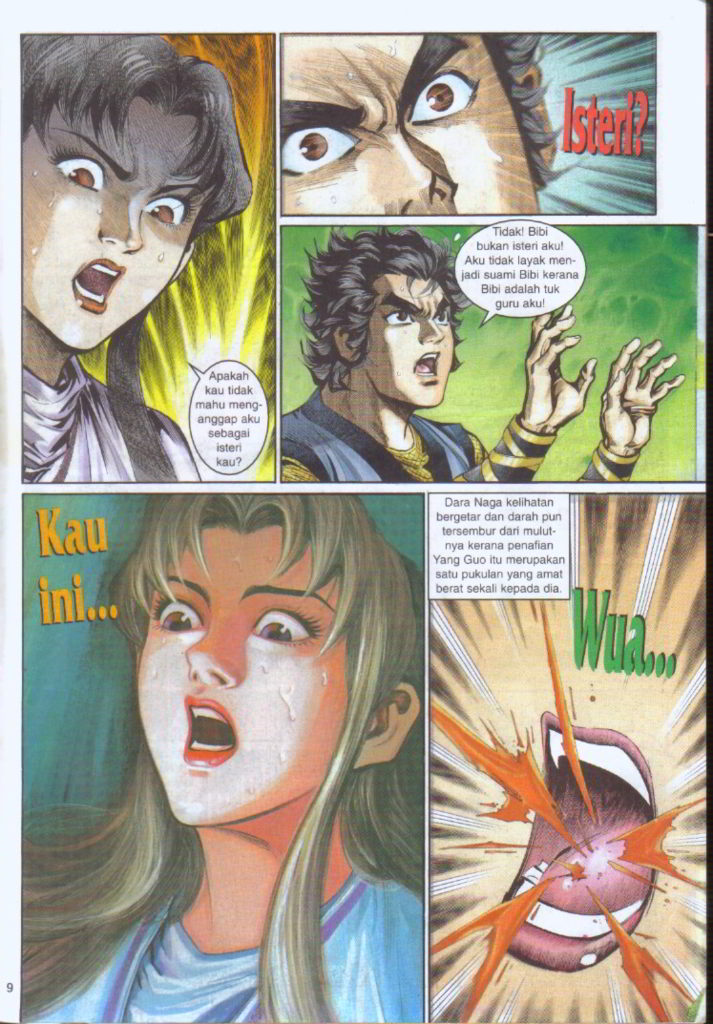 Apakah
kau tidak
mahu meng-
anggap aku
sebagai
isteri
kau?
Isteri?
Tidak! Bibi
bukan isteri aku!
Aku tidak layak men-
jadi suami Bibi kerana
Bibi adalah tuk
guru aku!
Kau
ini...
Dara Naga kelihatan
bergetar dan darah pun
tersembur dari mulut-
nya kerana penafian
Yang Guo itu merupakan
satu pukulan yang amat
berat sekali kepada dia.
Wua...
9